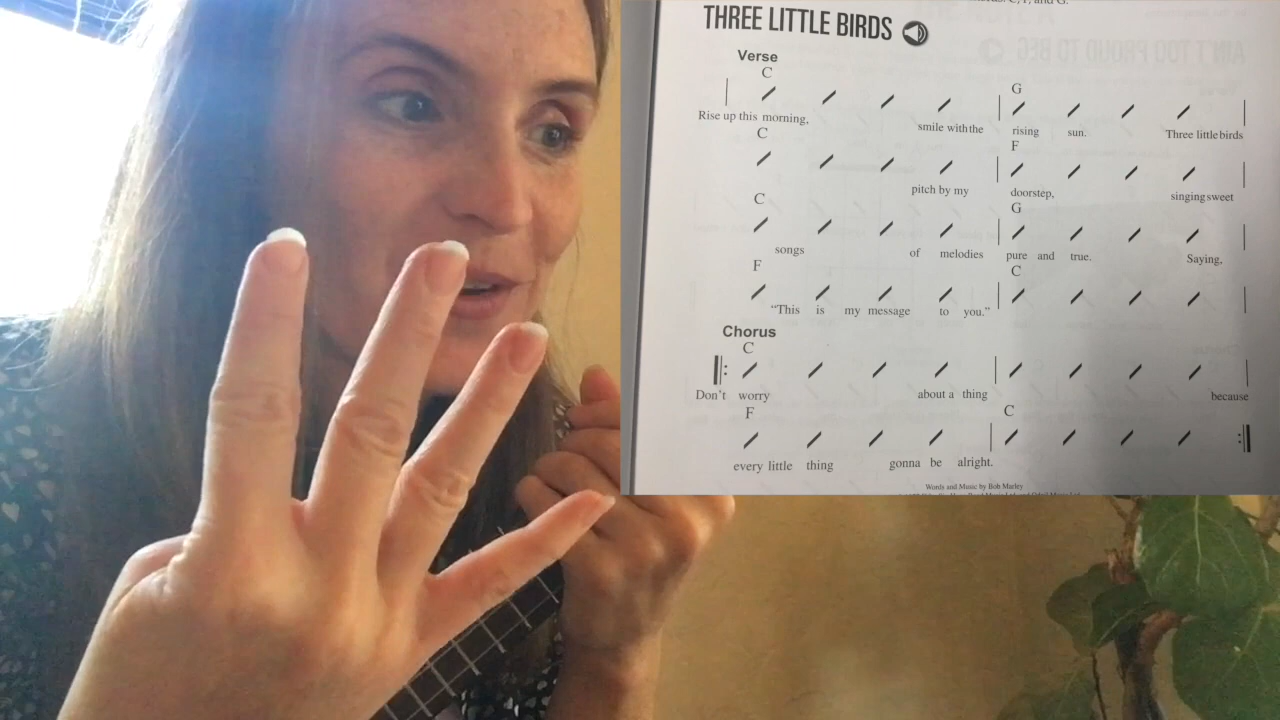 C, F, and G.
THREE LITTLE BIRDS
Verse
C G
Rise up this morning, smile with the rising sun. Three little birds
C F
pitch by my doorstep, singing sweet
C G
songs of melodies pure and true. Saying,
F C
“This is my message to you.”
Chorus
C
Don’t worry about a thing because
F C
every little thing gonna be alright.
Words and Music by Bob Marley